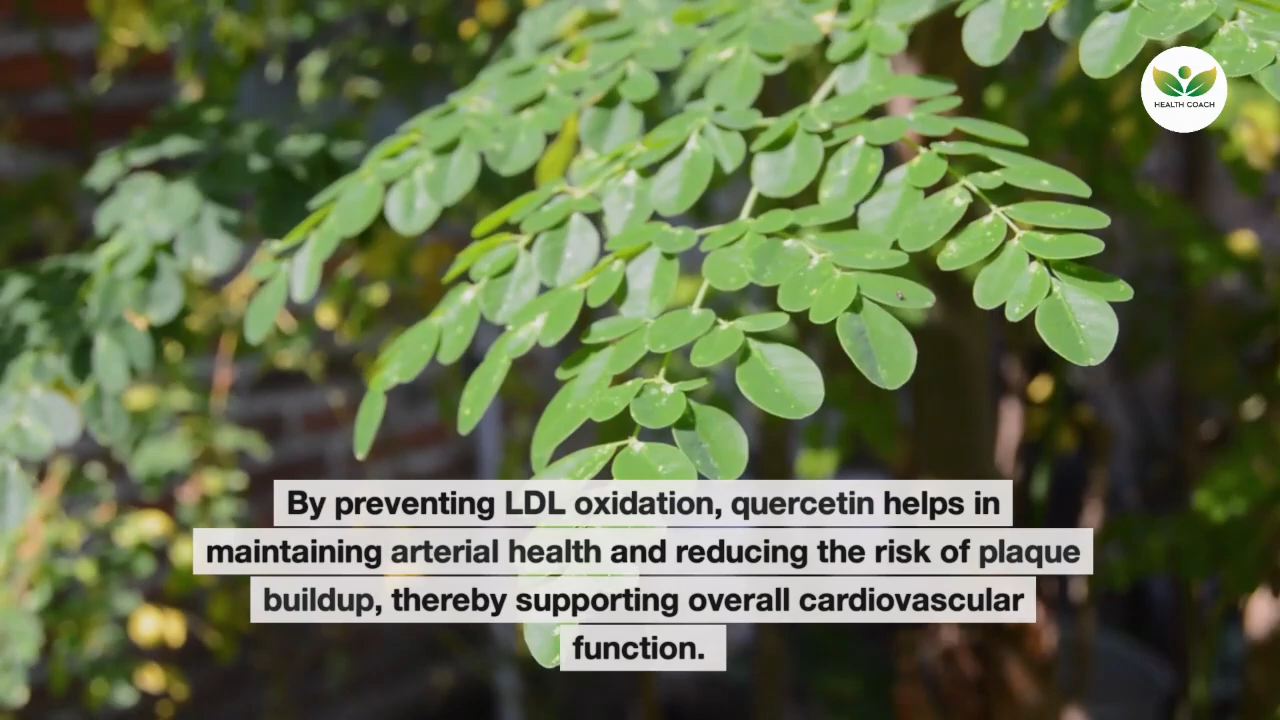 HEALTH COACH
By preventing LDL oxidation, quercetin helps in
maintaining arterial health and reducing the risk of plaque
buildup, thereby supporting overall cardiovascular
function.